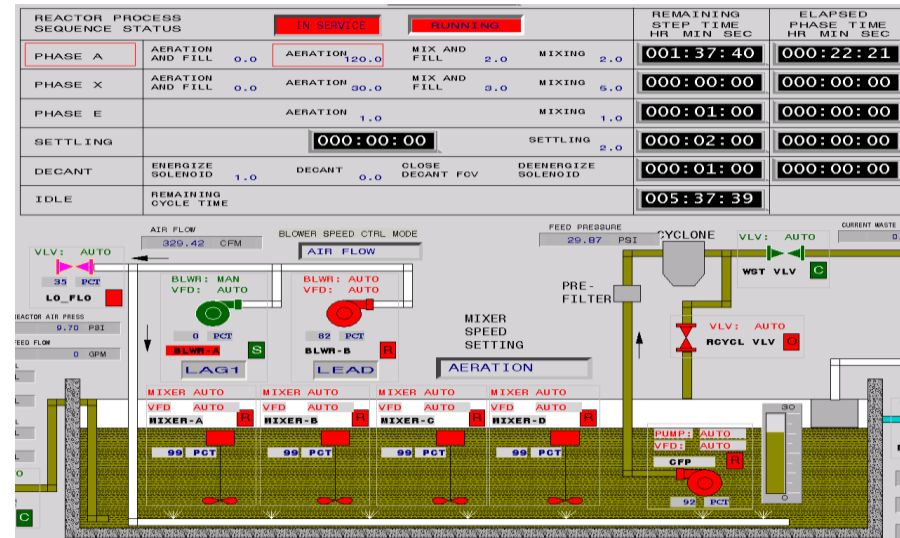 REACTOR PROCESS SEQUENCE STATUS
IN SERVICE
RUNNING
REMAINING STEP TIME HR MIN SEC
ELAPSED PHASE TIME HR MIN SEC
PHASE A
AERATION AND FILL 0.0
AERATION 120.0
MIX AND FILL 2.0
MIXING 2.0
001:37:40
000:22:21
PHASE X
AERATION AND FILL 0.0
AERATION 30.0
MIX AND FILL 3.0
MIXING 5.0
000:00:00
000:00:00
PHASE E
AERATION 1.0
MIXING 1.0
000:01:00
000:00:00
SETTLING
000:00:00
SETTLING 2.0
000:02:00
000:00:00
DECANT
ENERGIZE SOLENOID 1.0
DECANT 0.0
CLOSE DECANT FCV
DEENERGIZE SOLENOID
000:01:00
000:00:00
IDLE
REMAINING CYCLE TIME
005:37:39
AIR FLOW
329.42 CFM
BLOWER SPEED CTRL MODE
AIR FLOW
FEED PRESSURE
29.87 PSI
CYCLONE
VLV: AUTO
CURRENT WASTE
WST VLV
C
VLV: AUTO
35 PCT
LO_FLO
REACTOR AIR PRESS
9.70 PSI
FEED FLOW
0 GPM
BLWR: MAN
VFD: AUTO
0 PCT
BLWR-A
S
LAG1
BLWR: AUTO
VFD: AUTO
82 PCT
BLWR-B
R
LEAD
MIXER SPEED SETTING
AERATION
PRE-FILTER
VLV: AUTO
RCYCL VLV
O
MIXER AUTO
VFD AUTO
MIXER-A
R
99 PCT
MIXER AUTO
VFD AUTO
MIXER-B
R
99 PCT
MIXER AUTO
VFD AUTO
MIXER-C
R
99 PCT
MIXER AUTO
VFD AUTO
MIXER-D
R
99 PCT
PUMP: AUTO
VFD: AUTO
CFP
R
92 PCT
30
0
C